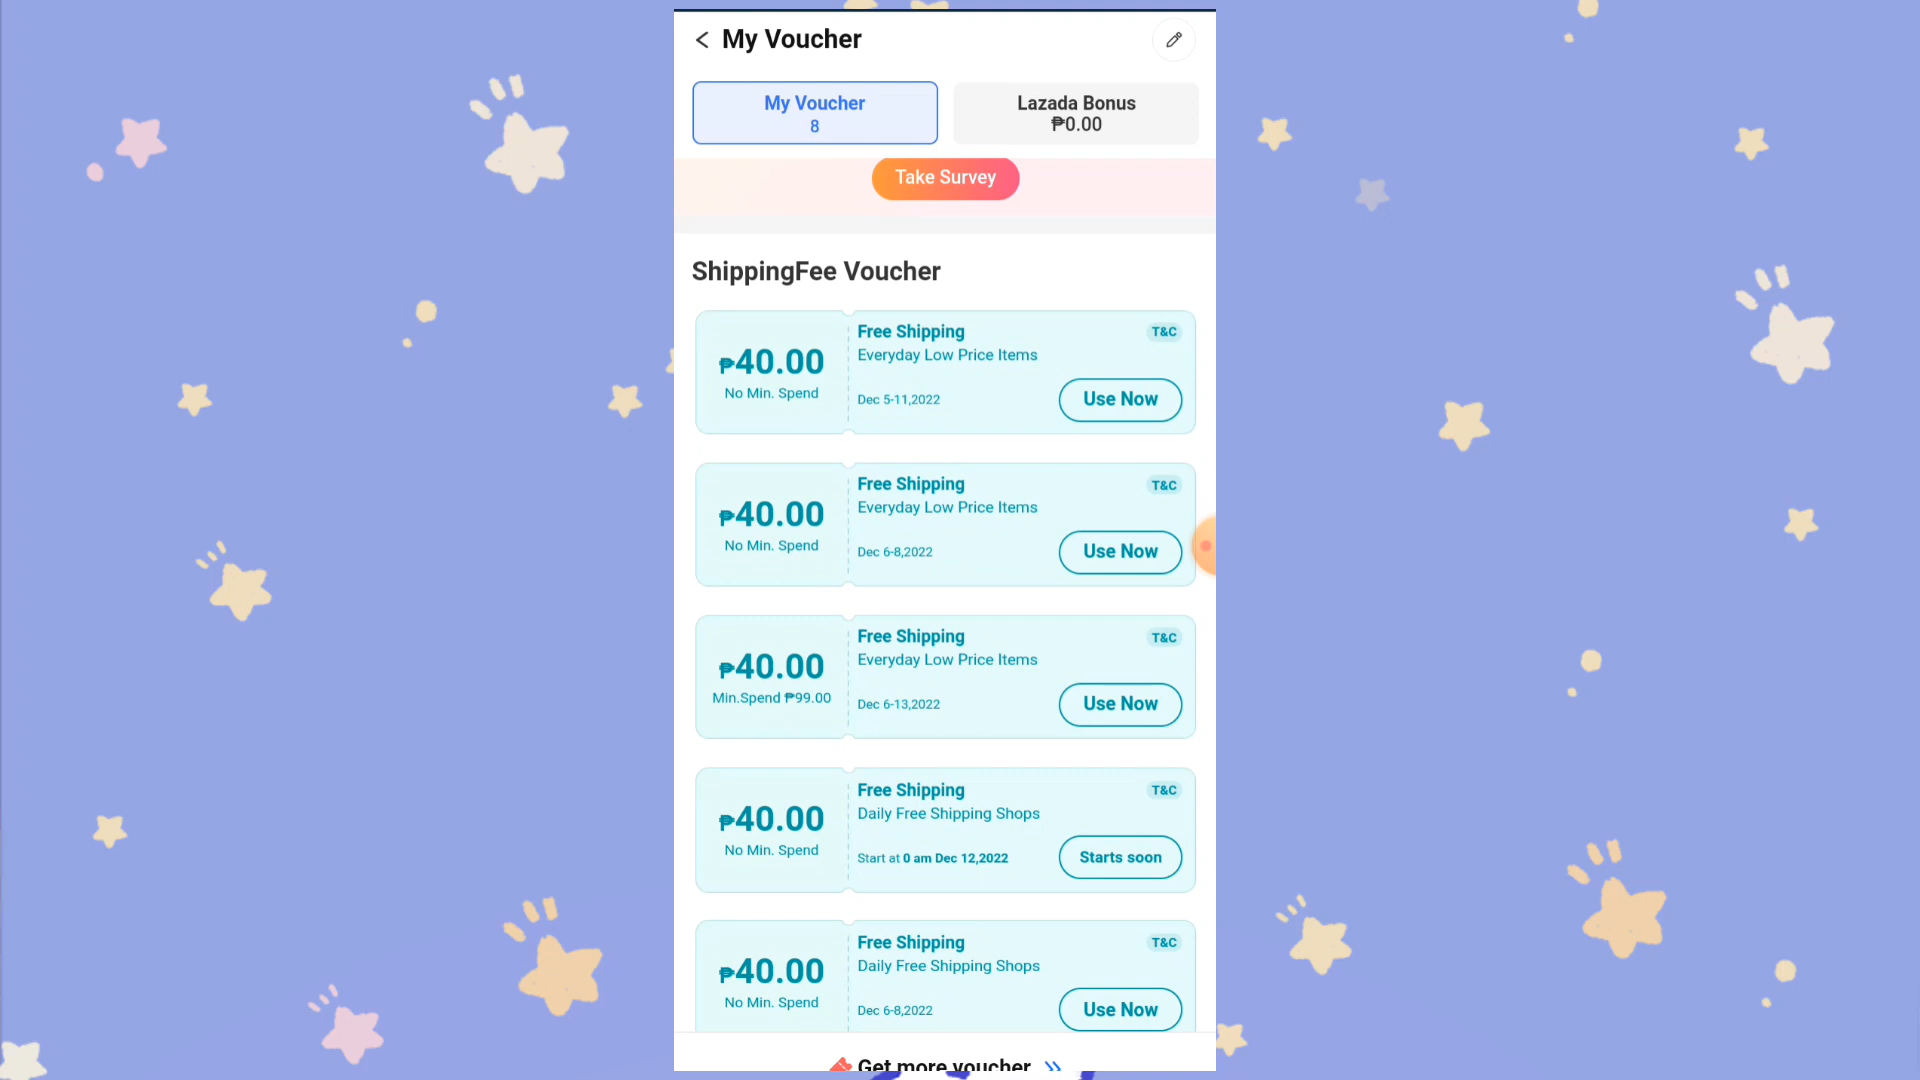 My Voucher
My Voucher
8
Lazada Bonus
₱0.00
Take Survey
ShippingFee Voucher
₱40.00
No Min. Spend
Free Shipping
T&C
Everyday Low Price Items
Dec 5-11,2022
Use Now
₱40.00
No Min. Spend
Free Shipping
T&C
Everyday Low Price Items
Dec 6-8,2022
Use Now
₱40.00
Min.Spend ₱99.00
Free Shipping
T&C
Everyday Low Price Items
Dec 6-13,2022
Use Now
₱40.00
No Min. Spend
Free Shipping
T&C
Daily Free Shipping Shops
Start at 0 am Dec 12,2022
Starts soon
₱40.00
No Min. Spend
Free Shipping
T&C
Daily Free Shipping Shops
Dec 6-8,2022
Use Now
Get more voucher